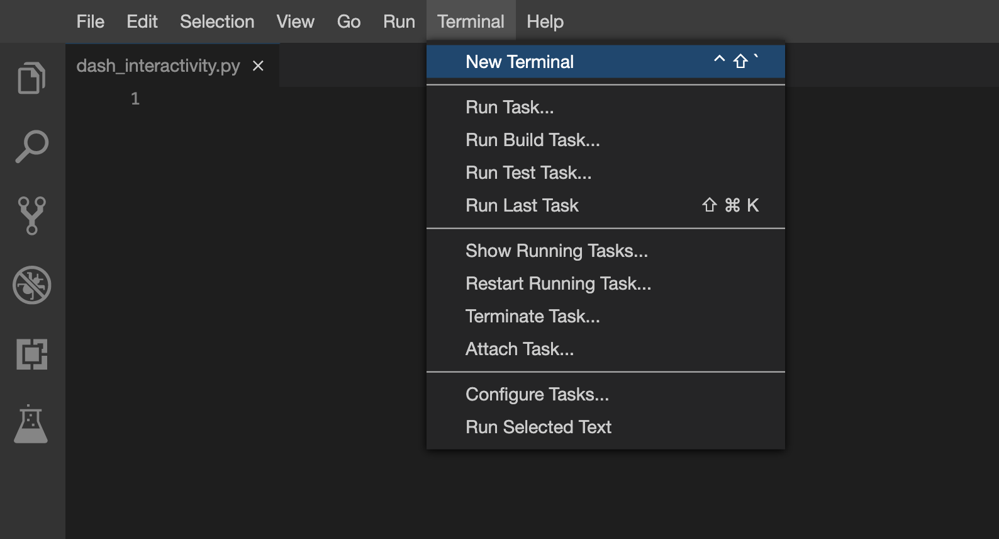 File Edit Selection View Go Run Terminal Help
dash_interactivity.py ×
1
New Terminal ^ ⇧ `
Run Task...
Run Build Task...
Run Test Task...
Run Last Task ⇧ ⌘ K
Show Running Tasks...
Restart Running Task...
Terminate Task...
Attach Task...
Configure Tasks...
Run Selected Text